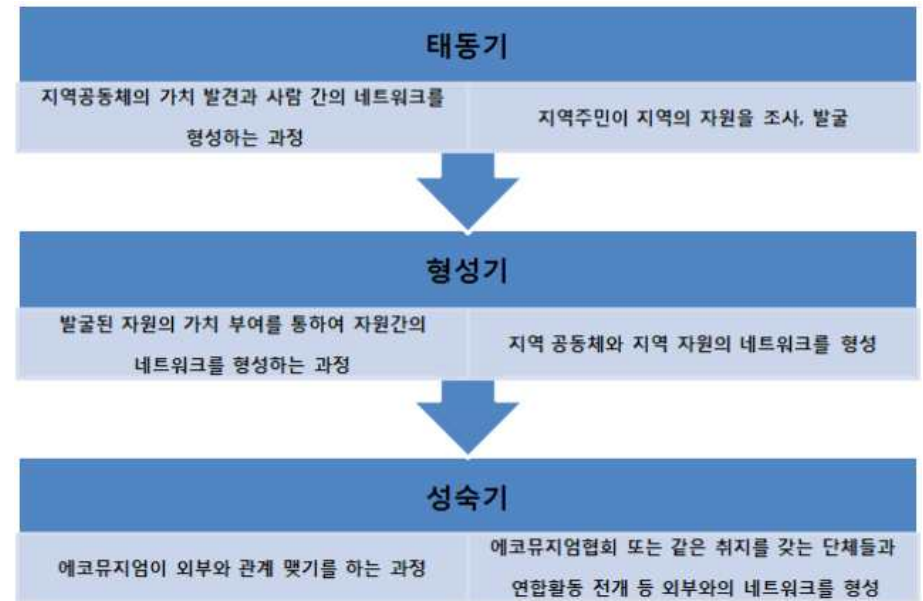 태동기
지역공동체의 가치 발견과 사람 간의 네트워크를
형성하는 과정
지역주민이 지역의 자원을 조사, 발굴
형성기
발굴된 자원의 가치 부여를 통하여 자원간의
네트워크를 형성하는 과정
지역 공동체와 지역 자원의 네트워크를 형성
성숙기
에코뮤지엄이 외부와 관계 맺기를 하는 과정
에코뮤지엄협회 또는 같은 취지를 갖는 단체들과
연합활동 전개 등 외부와의 네트워크를 형성